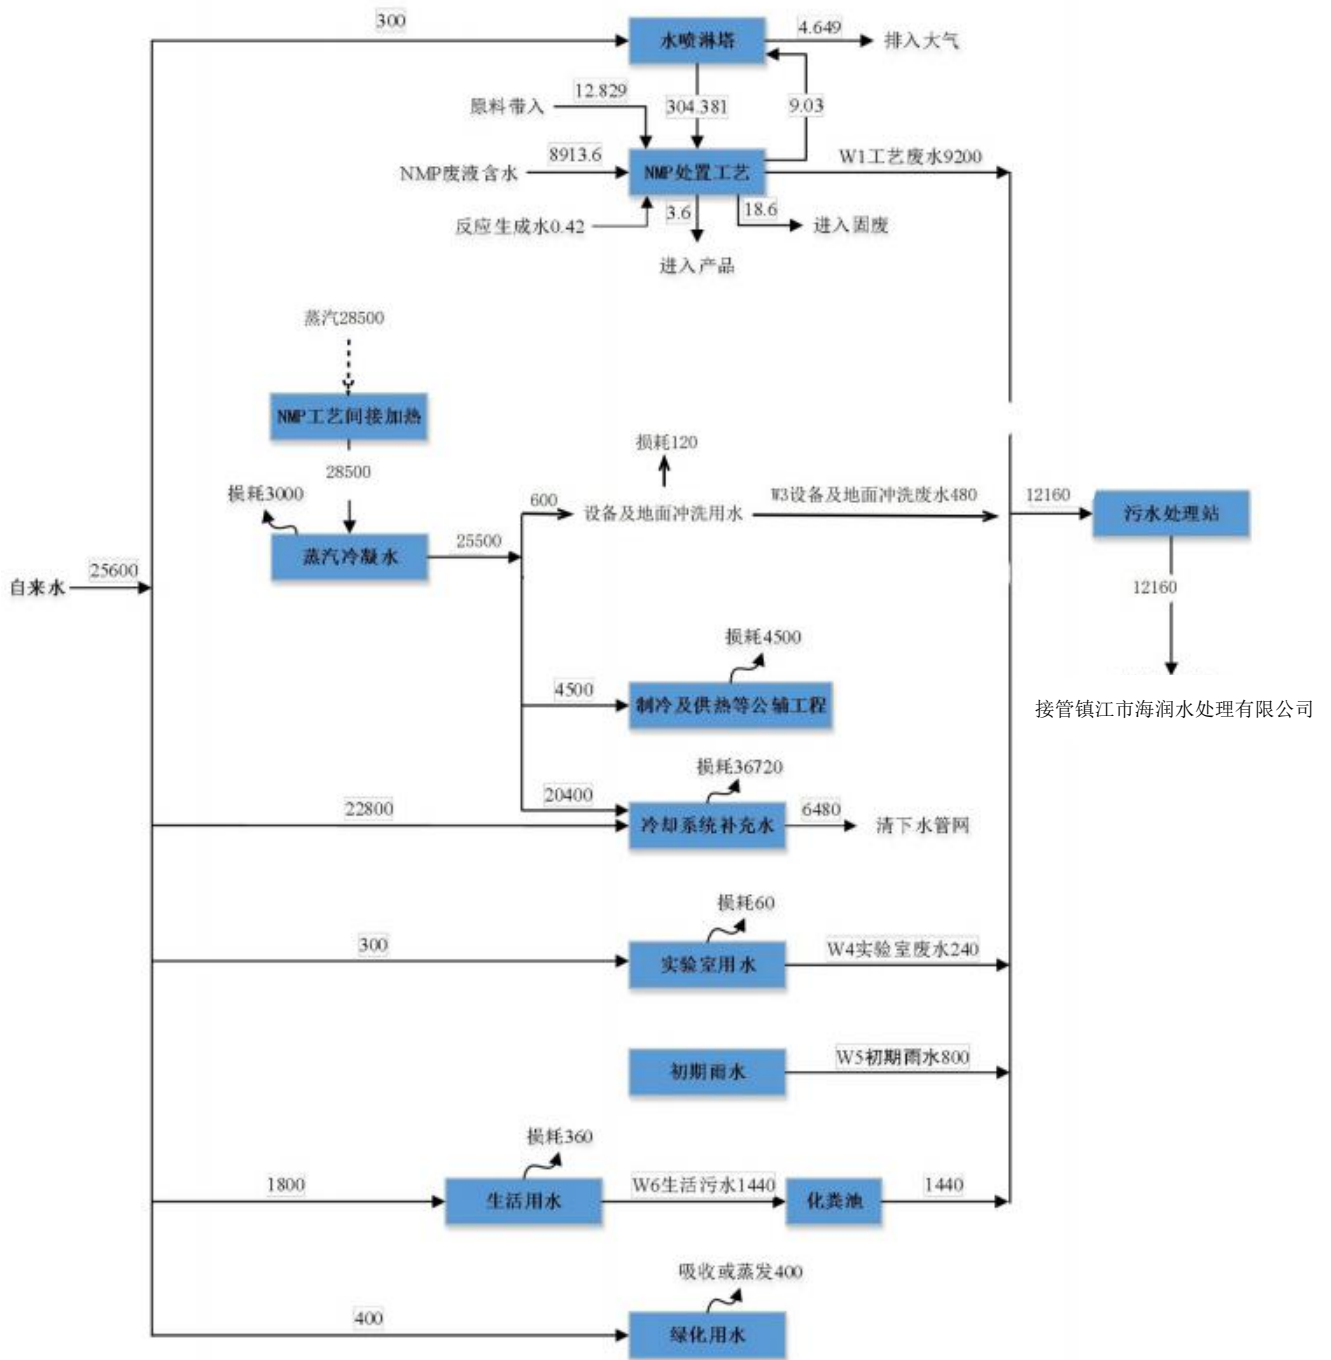 300
水喷淋塔
4.649
排入大气
12.829
原料带入
304.381
9.03
8913.6
NMP废液含水
NMP处置工艺
W1工艺废水9200
反应生成水0.42
3.6
18.6
进入固废
进入产品
蒸汽28500
NMP工艺间接加热
28500
损耗3000
蒸汽冷凝水
25500
损耗120
600
设备及地面冲洗用水
W3设备及地面冲洗废水480
12160
污水处理站
12160
接管镇江市海润水处理有限公司
自来水
25600
损耗4500
4500
制冷及供热等公辅工程
损耗36720
20400
22800
冷却系统补充水
6480
清下水管网
损耗60
300
实验室用水
W4实验室废水240
初期雨水
W5初期雨水800
损耗360
1800
生活用水
W6生活污水1440
化粪池
1440
吸收或蒸发400
400
绿化用水